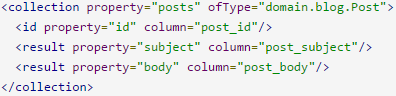 <collection property="posts" ofType="domain.blog.Post">
  <id property="id" column="post_id"/>
  <result property="subject" column="post_subject"/>
  <result property="body" column="post_body"/>
</collection>